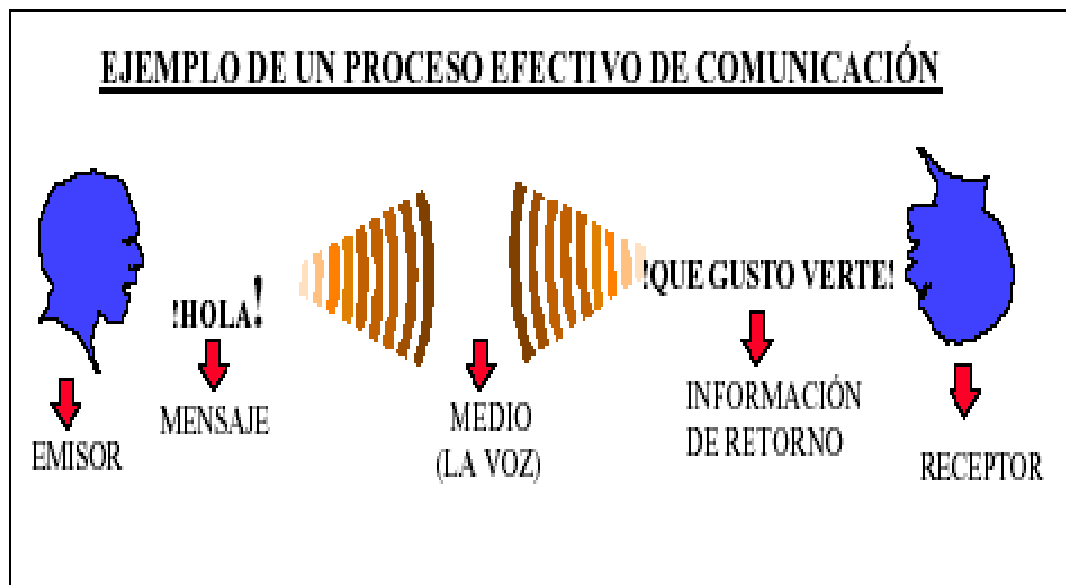 EJEMPLO DE UN PROCESO EFECTIVO DE COMUNICACIÓN
!HOLA!
!QUE GUSTO VERTE!
EMISOR
MENSAJE
MEDIO
(LA VOZ)
INFORMACIÓN
DE RETORNO
RECEPTOR